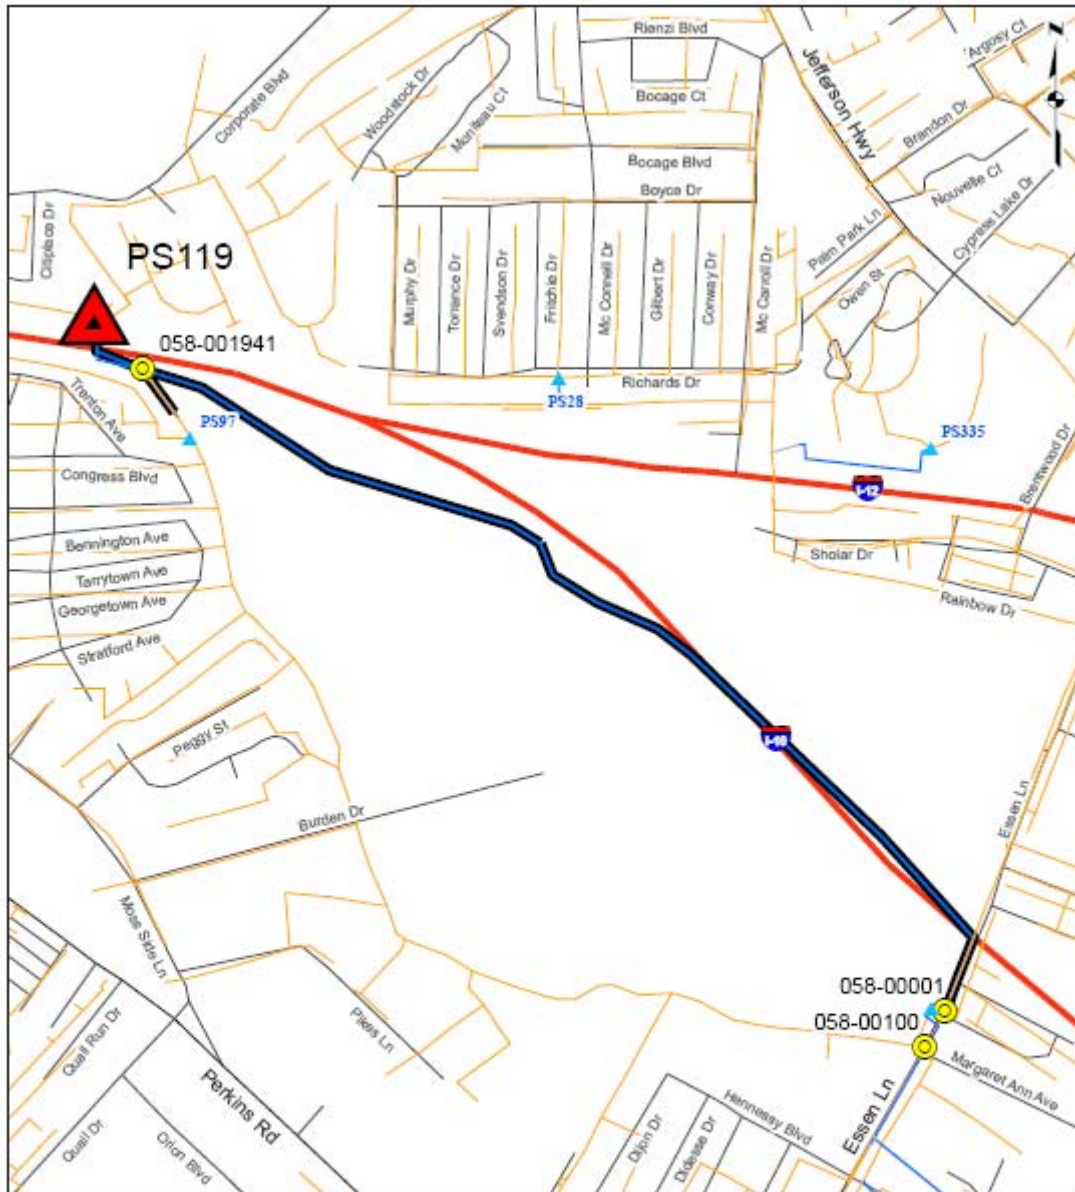 Rienzi Blvd
Argosy Ct
Jefferson Hwy
Corporate Blvd
Woodstock Dr
Moniteau Ct
Bocage Ct
Brandon Dr
Bocage Blvd
Boyce Dr
Nouvelle Ct
Cypress Lake Dr
Palm Park Ln
Citiplace Dr
PS119
Murphy Dr
Torrance Dr
Svendson Dr
Fritchie Dr
Mc Connell Dr
Gilbert Dr
Conway Dr
Mc Carroll Dr
Owen St
058-001941
Richards Dr
PS28
Trenton Ave
PS97
PS335
Congress Blvd
I-12
Brentwood Dr
Bennington Ave
Sholar Dr
Tarrytown Ave
Georgetown Ave
Rainbow Dr
Stratford Ave
Peggy St
I-10
Burden Dr
Essen Ln
Moss Side Ln
058-00001
058-00100
Pikes Ln
Quail Run Dr
Margaret Ann Ave
Perkins Rd
Essen Ln
Hennessy Blvd
Dijon Dr
Didesse Dr
Quail Dr
Orion Blvd